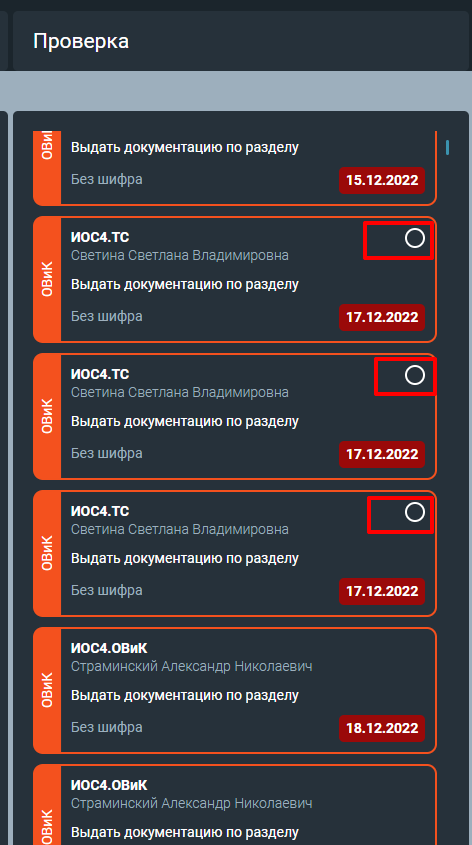 Проверка
ОВиК
Выдать документацию по разделу
Без шифра
15.12.2022
ОВиК
ИОС4.ТС
Светина Светлана Владимировна
Выдать документацию по разделу
Без шифра
17.12.2022
ОВиК
ИОС4.ТС
Светина Светлана Владимировна
Выдать документацию по разделу
Без шифра
17.12.2022
ОВиК
ИОС4.ТС
Светина Светлана Владимировна
Выдать документацию по разделу
Без шифра
17.12.2022
ОВиК
ИОС4.ОВиК
Страминский Александр Николаевич
Выдать документацию по разделу
Без шифра
18.12.2022
ОВиК
ИОС4.ОВиК
Страминский Александр Николаевич
Выдать документацию по разделу